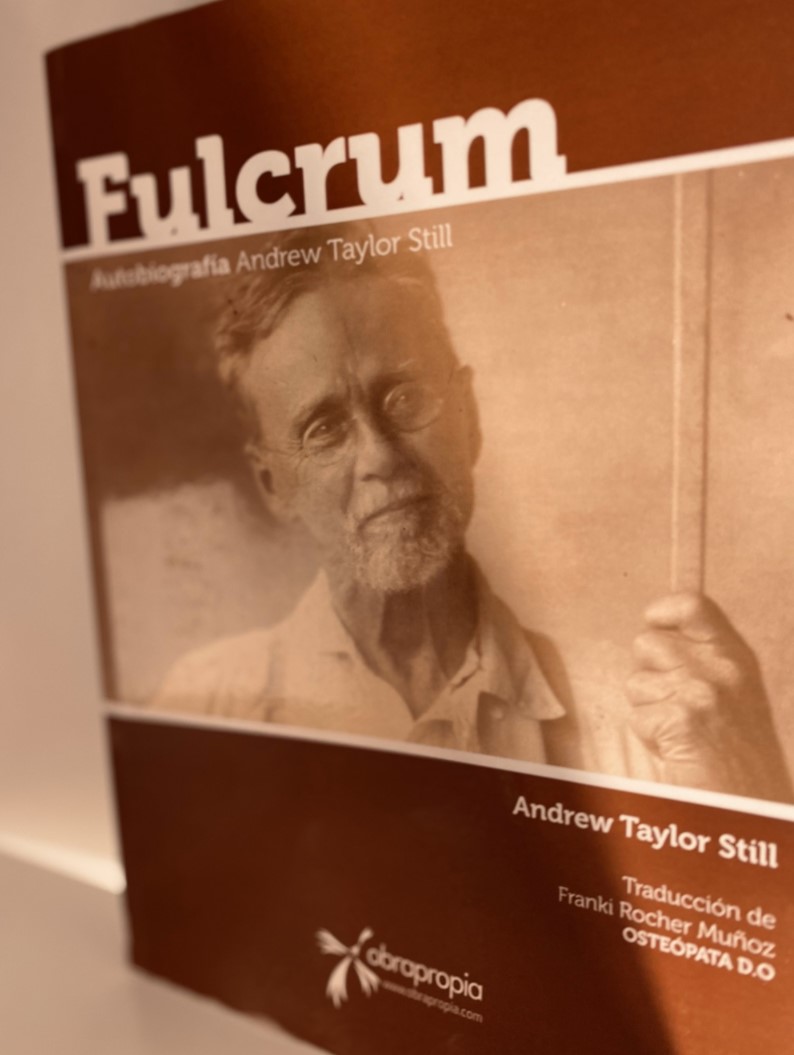 Fulcrum
Autobiografía Andrew Taylor Still
Andrew Taylor Still
Traducción de
Franki Rocher Muñoz
OSTEÓPATA D.O
obrapropia
www.obrapropia.com